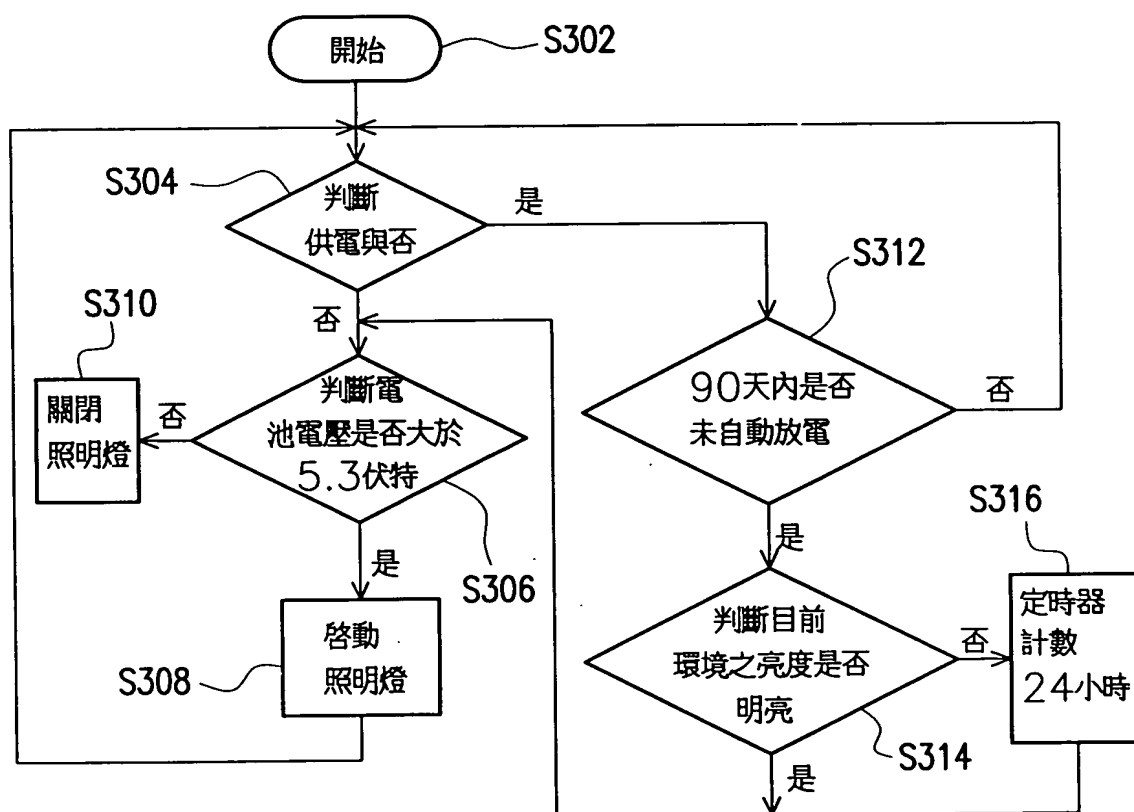 開始
S302
S304
判斷
供電與否
是
S312
S310
否
90天內是否
未自動放電
否
關閉
照明燈
否
判斷電
池電壓是否大於
5.3伏特
S316
是
S306
是
定時器
計數
24小時
判斷目前
環境之亮度是否
明亮
否
啓動
照明燈
S308
S314
是